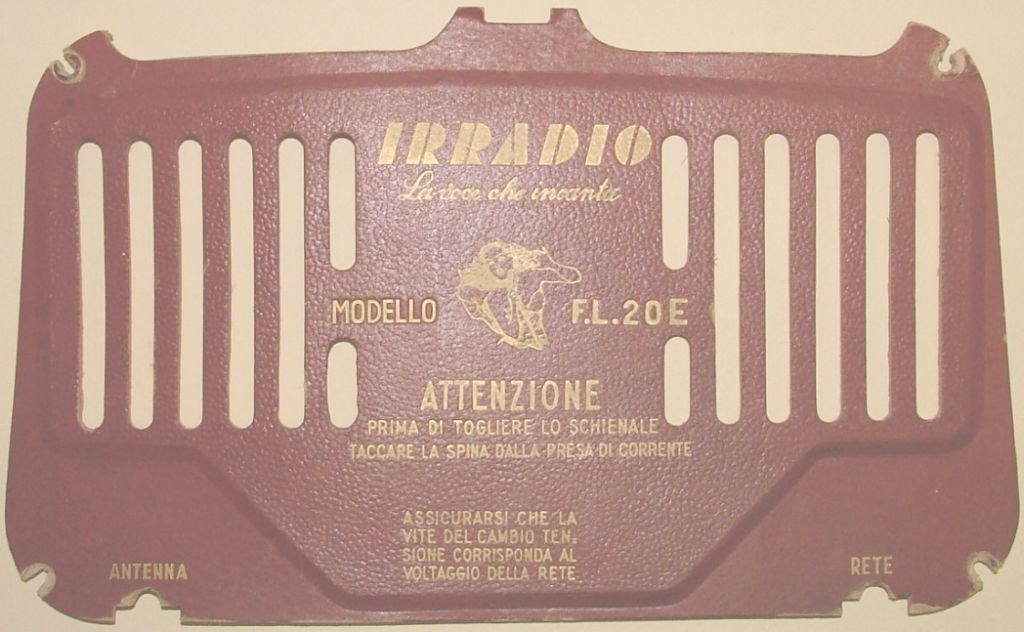 IRRADIO
La voce che incanta
MODELLO F.L.20E
ATTENZIONE
PRIMA DI TOGLIERE LO SCHIENALE
TACCARE LA SPINA DALLA PRESA DI CORRENTE
ASSICURARSI CHE LA
VITE DEL CAMBIO TEN=
SIONE CORRISPONDA AL
VOLTAGGIO DELLA RETE
ANTENNA
RETE